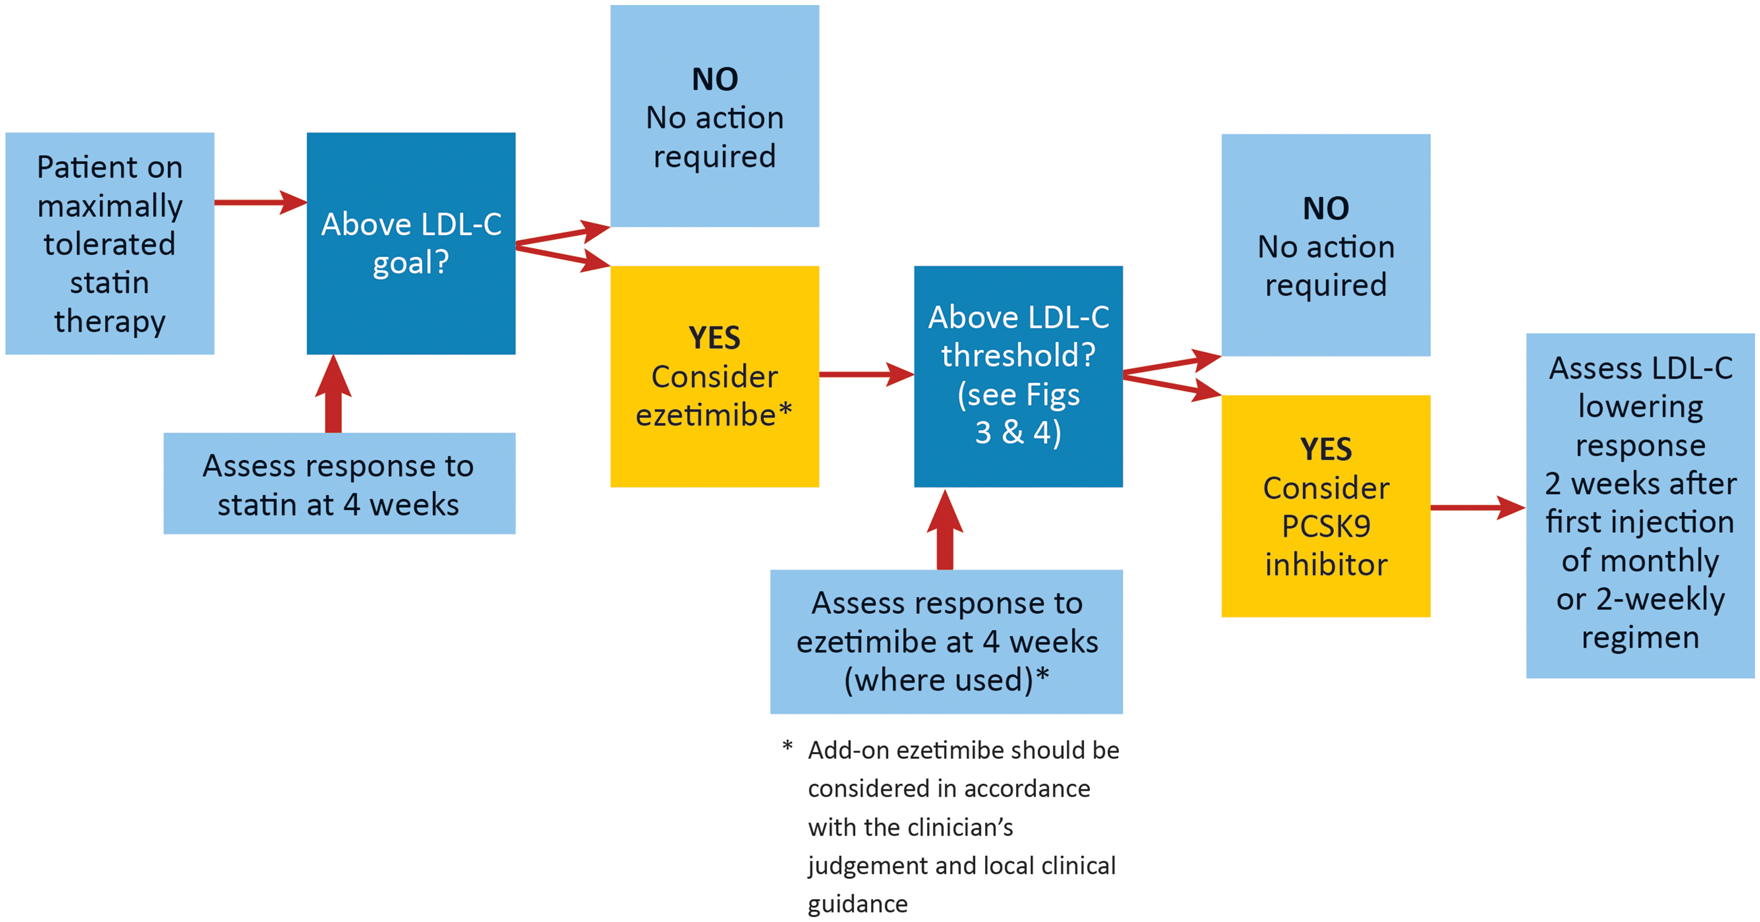 Patient on
maximally
tolerated
statin
therapy
Above LDL-C
goal?
Assess response to
statin at 4 weeks
NO
No action
required
YES
Consider
ezetimibe*
Above LDL-C
threshold?
(see Figs
3 & 4)
Assess response to
ezetimibe at 4 weeks
(where used)*
* Add-on ezetimibe should be
considered in accordance
with the clinician’s
judgement and local clinical
guidance
NO
No action
required
YES
Consider
PCSK9
inhibitor
Assess LDL-C
lowering
response
2 weeks after
first injection
of monthly
or 2-weekly
regimen